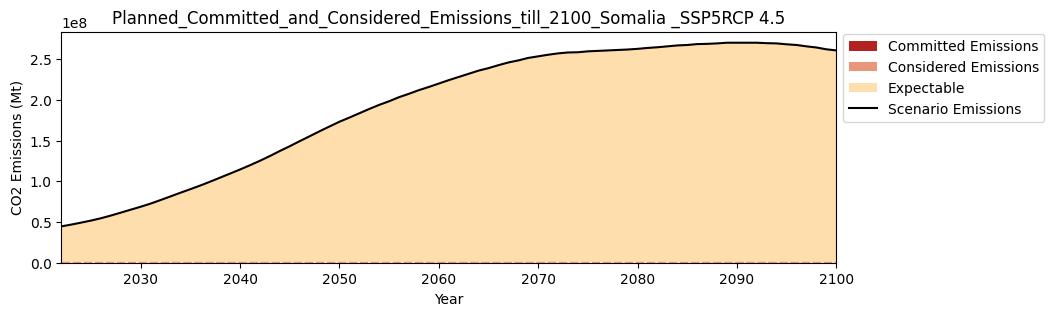 Planned_Committed_and_Considered_Emissions_till_2100_Somalia _SSP5RCP 4.5
1e8
2.5
2.0
1.5
1.0
0.5
0.0
CO2 Emissions (Mt)
2030 2040 2050 2060 2070 2080 2090 2100
Year
Committed Emissions
Considered Emissions
Expectable
Scenario Emissions